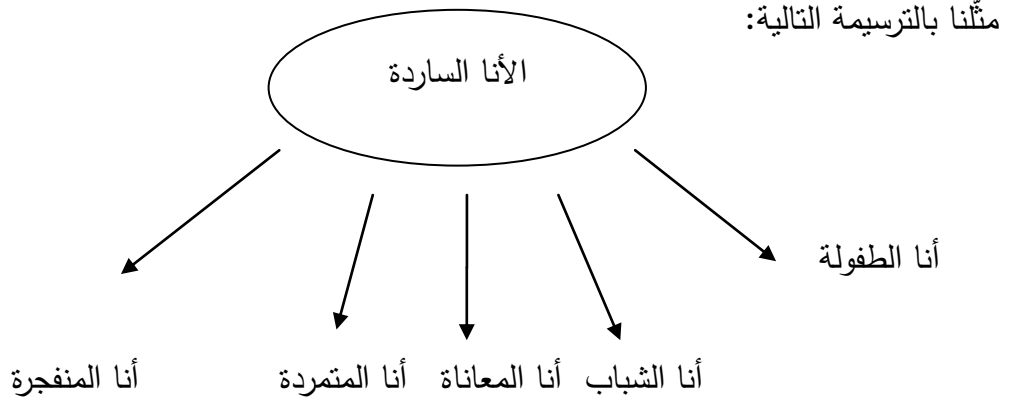 مثّلنا بالترسيمة التالية:
الأنا الساردة
أنا الطفولة
أنا الشباب
أنا المعاناة
أنا المتمردة
أنا المنفجرة